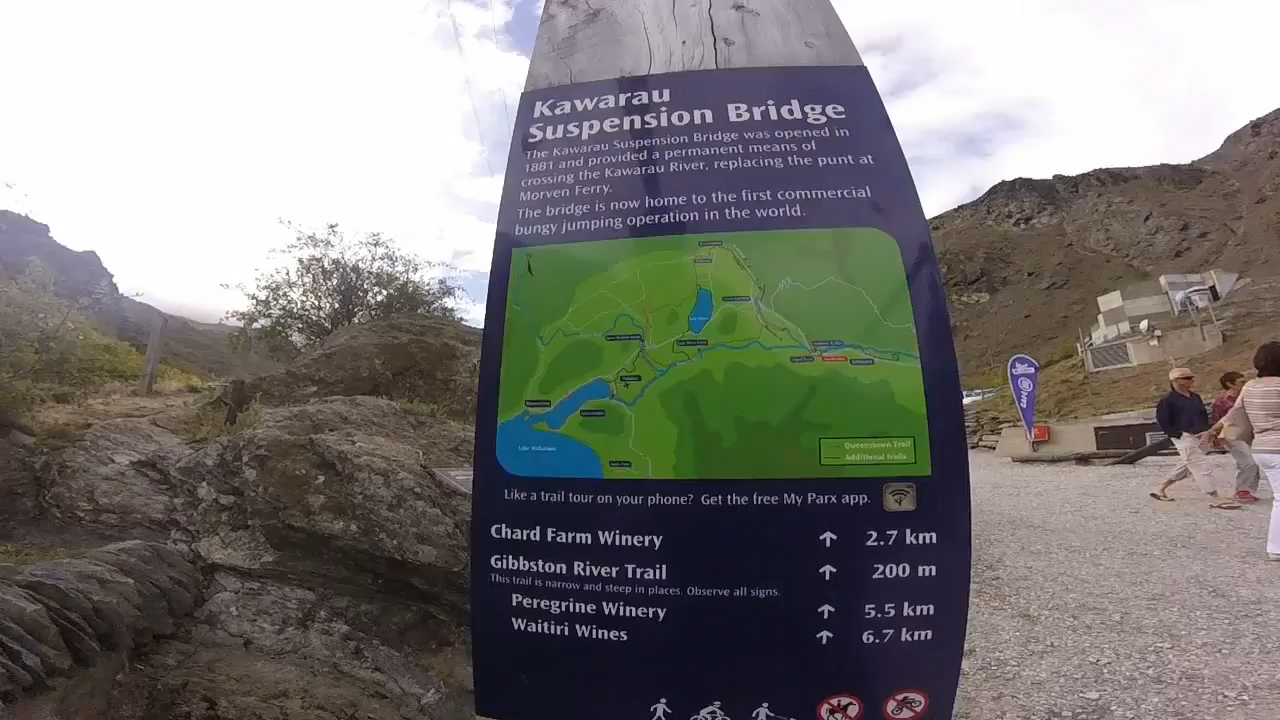 Kawarau
Suspension Bridge
The Kawarau Suspension Bridge was opened in
1881 and provided a permanent means of
crossing the Kawarau River, replacing the punt at
Morven Ferry.
The bridge is now home to the first commercial
bungy jumping operation in the world.
Lake Wakatipu
Queenstown Trail
Additional trails
Like a trail tour on your phone? Get the free My Parx app.
Chard Farm Winery ↑ 2.7 km
Gibbston River Trail ↑ 200 m
This trail is narrow and steep in places. Observe all signs.
Peregrine Winery ↑ 5.5 km
Waitiri Wines ↑ 6.7 km